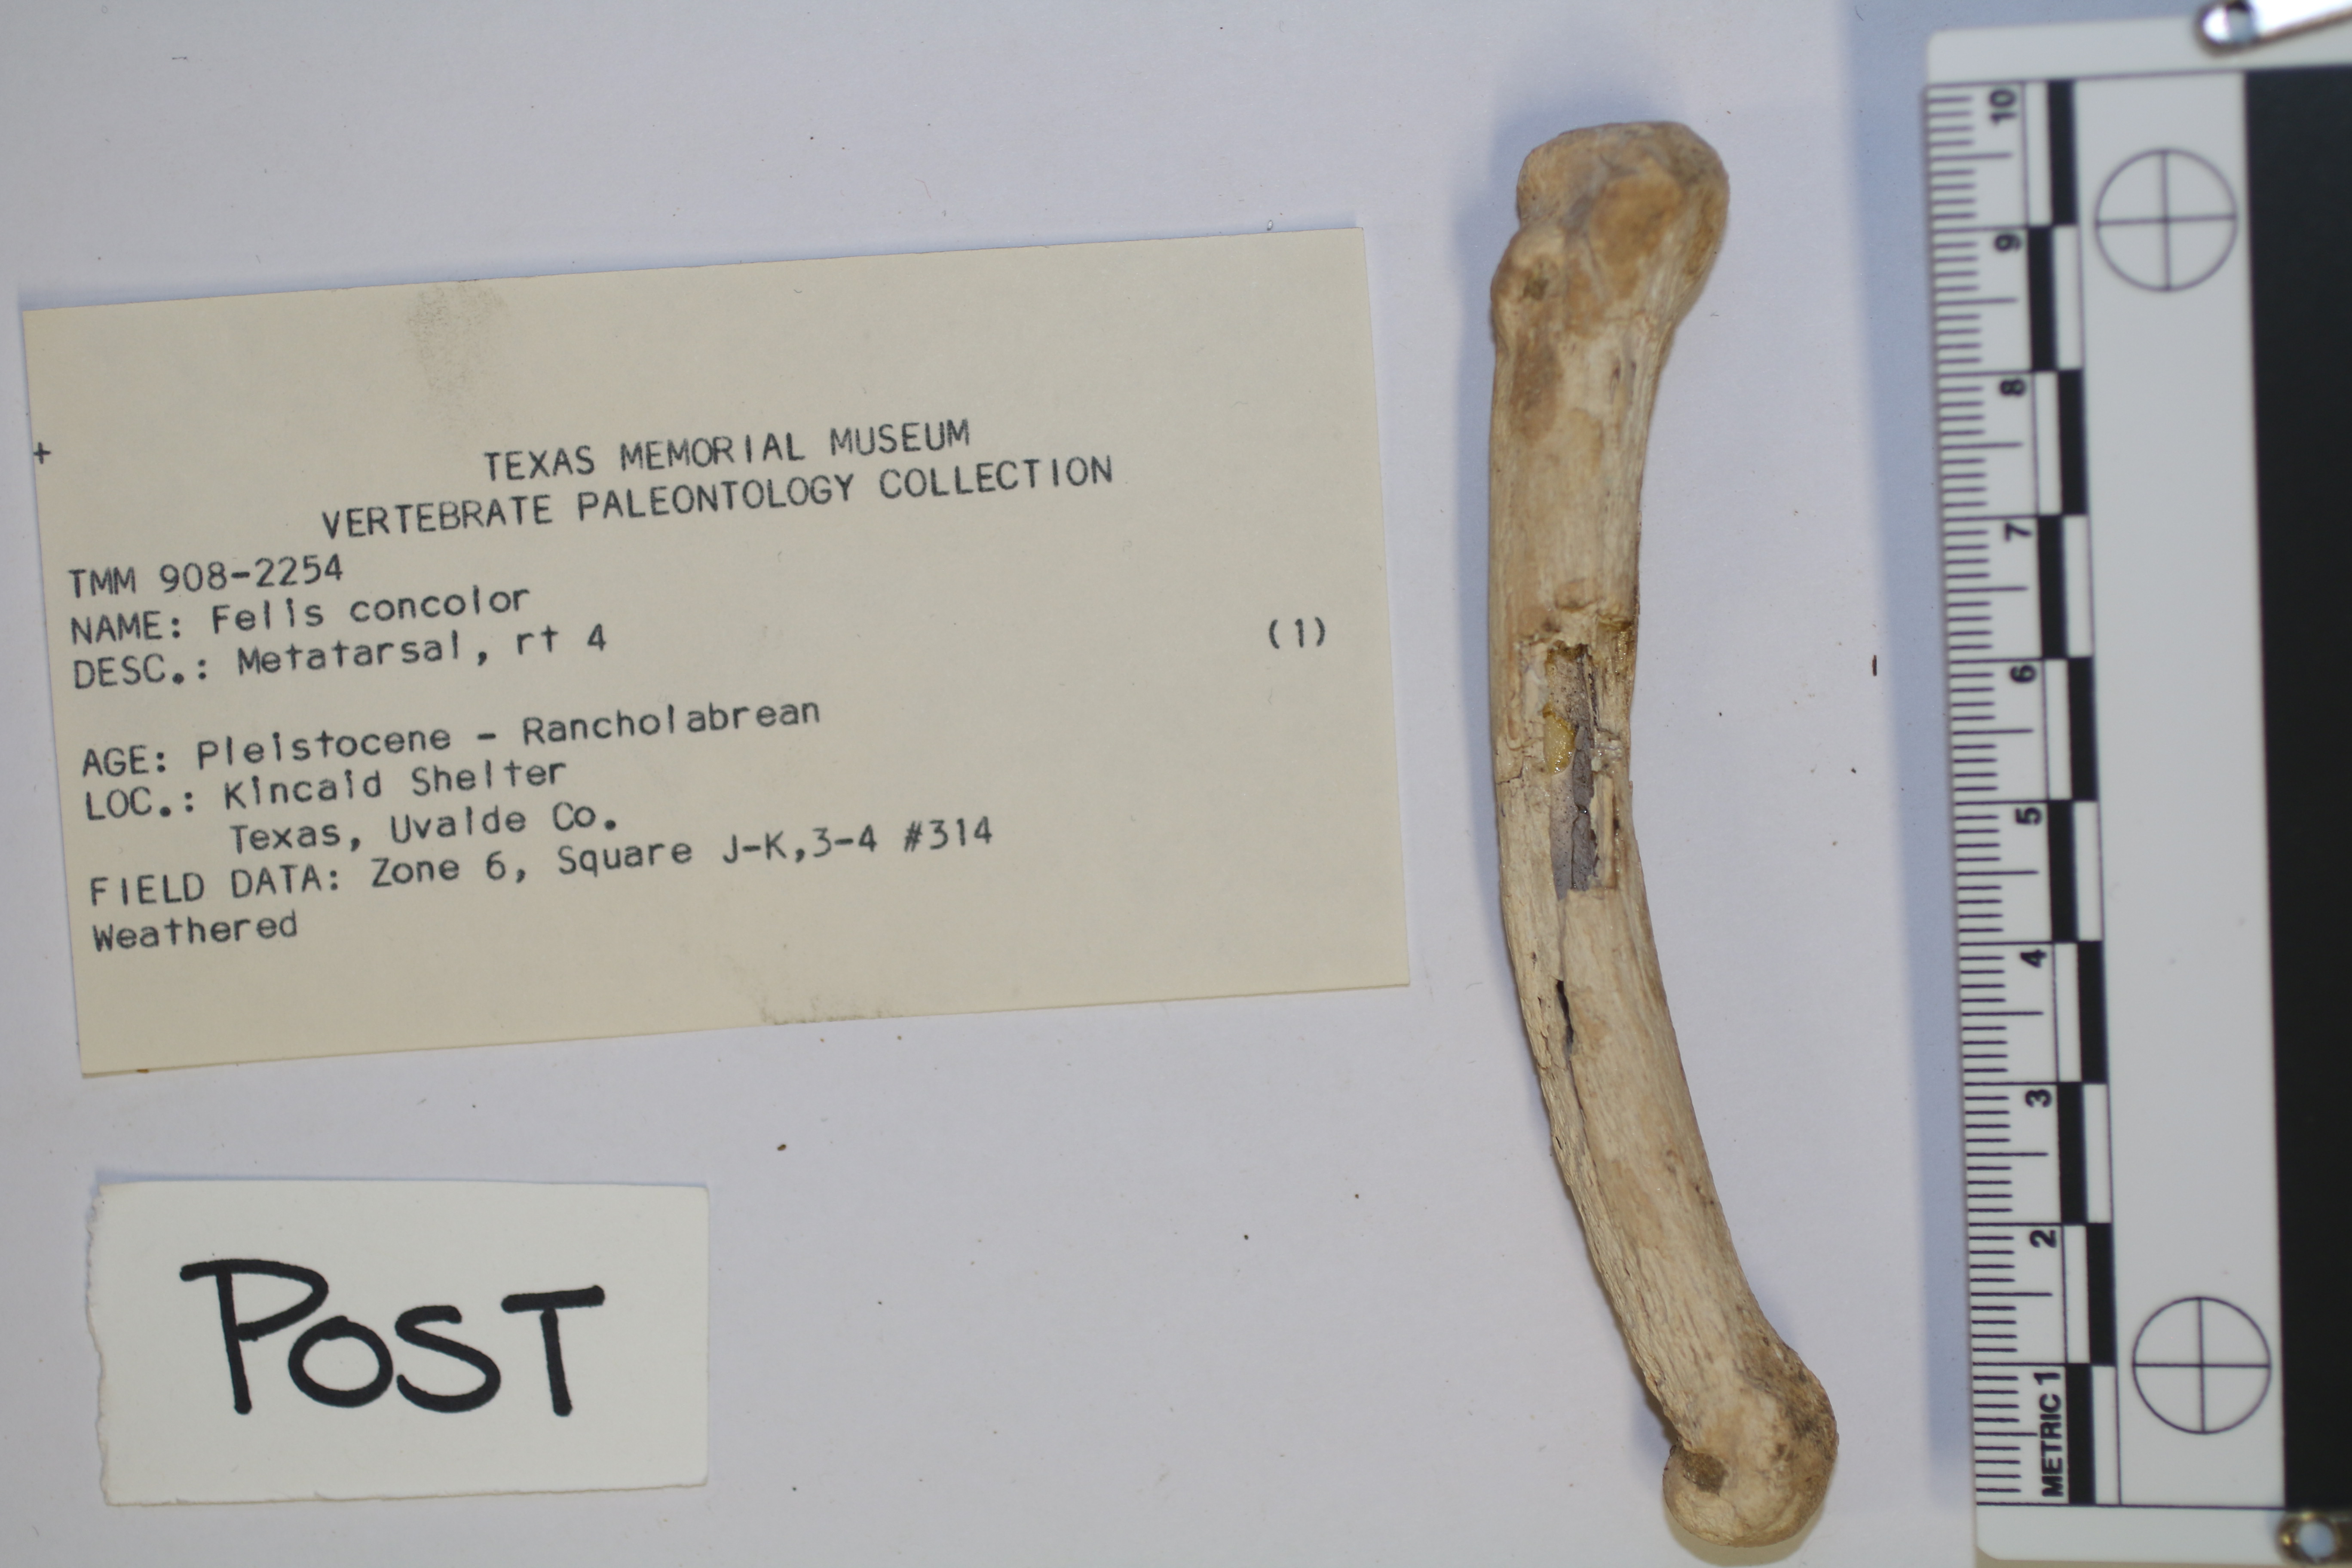 +
TEXAS MEMORIAL MUSEUM
VERTEBRATE PALEONTOLOGY COLLECTION
TMM 908-2254
NAME: Felis concolor
DESC.: Metatarsal, rt 4 (1)
AGE: Pleistocene - Rancholabrean
LOC.: Kincaid Shelter
Texas, Uvalde Co.
FIELD DATA: Zone 6, Square J-K,3-4 #314
Weathered
POST
10
9
8
7
6
5
4
3
2
METRIC 1